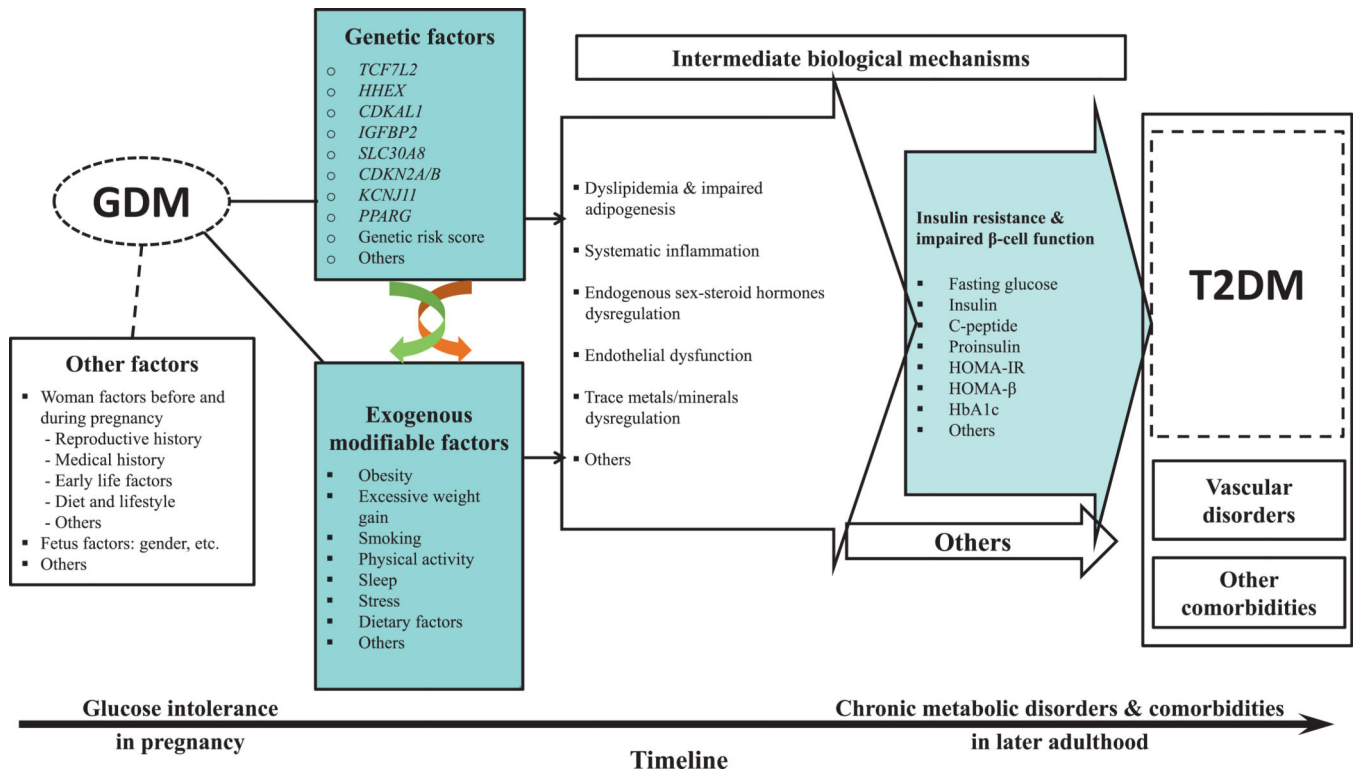 GDM
Other factors
▪ Woman factors before and
during pregnancy
- Reproductive history
- Medical history
- Early life factors
- Diet and lifestyle
- Others
▪ Fetus factors: gender, etc.
▪ Others
Genetic factors
○ TCF7L2
○ HHEX
○ CDKAL1
○ IGFBP2
○ SLC30A8
○ CDKN2A/B
○ KCNJ11
○ PPARG
○ Genetic risk score
○ Others
Exogenous
modifiable factors
▪ Obesity
▪ Excessive weight
gain
▪ Smoking
▪ Physical activity
▪ Sleep
▪ Stress
▪ Dietary factors
▪ Others
Intermediate biological mechanisms
▪ Dyslipidemia & impaired
adipogenesis
▪ Systematic inflammation
▪ Endogenous sex-steroid hormones
dysregulation
▪ Endothelial dysfunction
▪ Trace metals/minerals
dysregulation
▪ Others
Insulin resistance &
impaired β-cell function
▪ Fasting glucose
▪ Insulin
▪ C-peptide
▪ Proinsulin
▪ HOMA-IR
▪ HOMA-β
▪ HbA1c
▪ Others
Others
T2DM
Vascular
disorders
Other
comorbidities
Glucose intolerance
in pregnancy
Timeline
Chronic metabolic disorders & comorbidities
in later adulthood